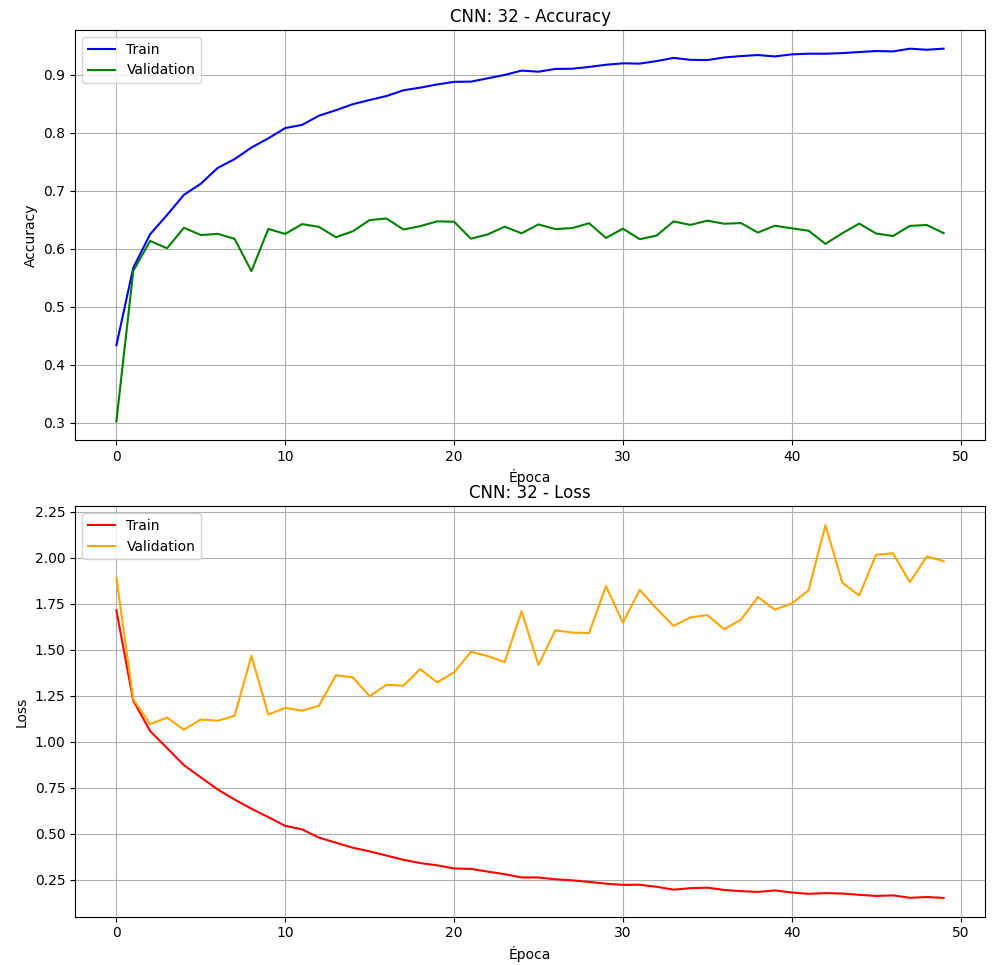 CNN: 32 - Accuracy
Train
Validation
0.9
0.8
0.7
0.6
0.5
0.4
0.3
Accuracy
0 10 20 30 40 50
Época
CNN: 32 - Loss
Train
Validation
2.25
2.00
1.75
1.50
1.25
1.00
0.75
0.50
0.25
Loss
0 10 20 30 40 50
Época